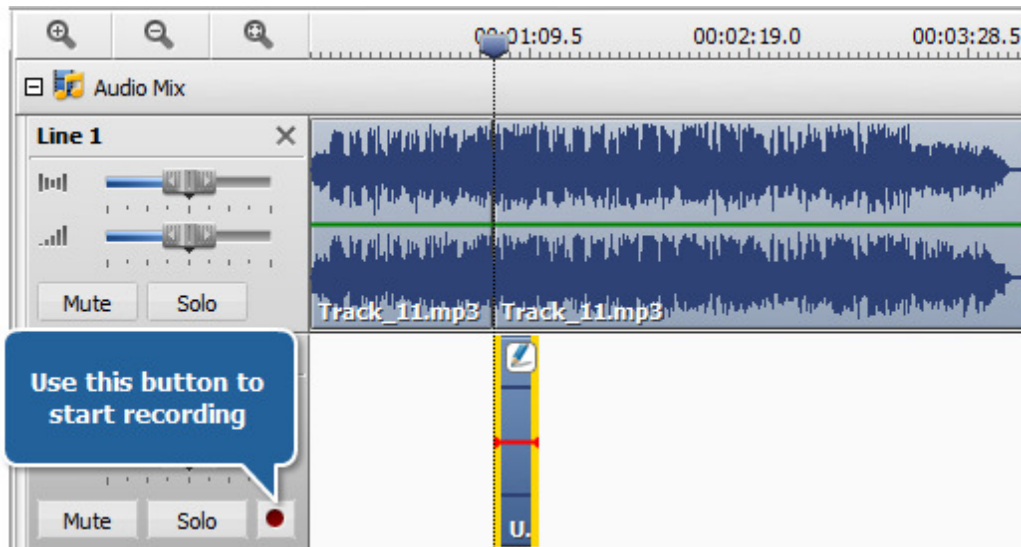 00:01:09.5 00:02:19.0 00:03:28.5
Audio Mix
Line 1
Mute Solo
Track_11.mp3 Track_11.mp3
Use this button to
start recording
Mute Solo
U.